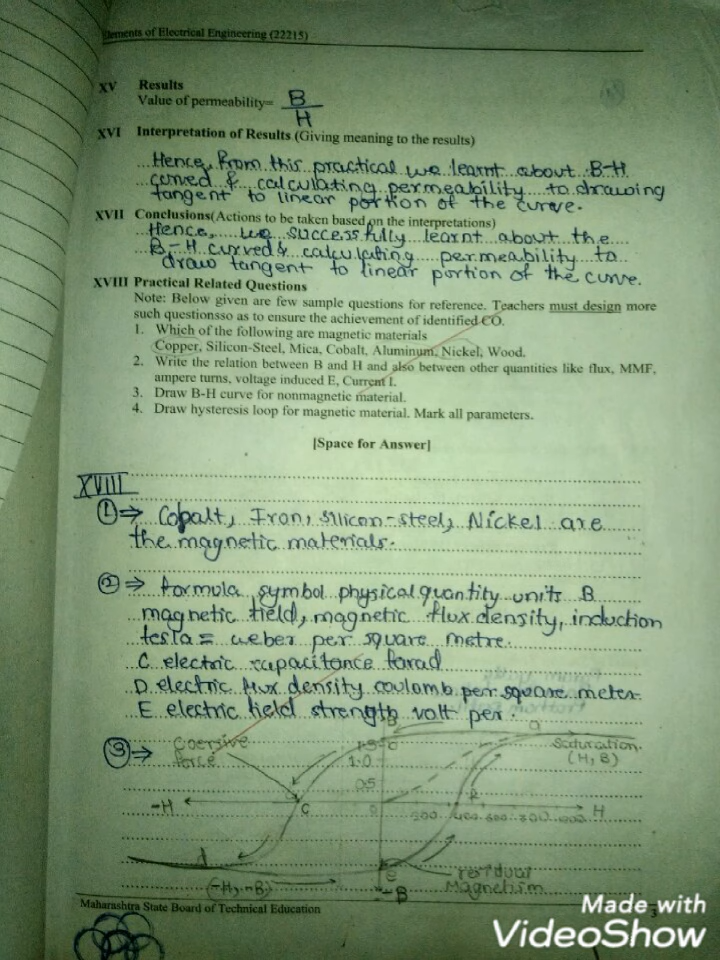 Elements of Electrical Engineering (22215)
XV Results
Value of permeability= B/H
XVI Interpretation of Results (Giving meaning to the results)
Hence, from this practical we learnt about B-H
curved & calculating permeability to drawing
tangent to linear portion of the curve.
XVII Conclusions(Actions to be taken based on the interpretations)
Hence, we successfully learnt about the
B-H curved & calculating permeability to
draw tangent to linear portion of the curve.
XVIII Practical Related Questions
Note: Below given are few sample questions for reference. Teachers must design more
such questionsso as to ensure the achievement of identified CO.
1. Which of the following are magnetic materials
Copper, Silicon-Steel, Mica, Cobalt, Aluminum, Nickel, Wood.
2. Write the relation between B and H and also between other quantities like flux, MMF,
ampere turns, voltage induced E, Current I.
3. Draw B-H curve for nonmagnetic material.
4. Draw hysteresis loop for magnetic material. Mark all parameters.
[Space for Answer]
XVIII
① ⇒ Copalt, Iron, silicon-steel, Nickel are
the magnetic materials.
② ⇒ formula symbol physical quantity units B
magnetic field, magnetic flux density, induction
tesla = weber per square metre.
C electric capacitance farad
D electric flux density coulomb per square meter
E electric field strength volt per.
③ ⇒ Coersive
force
B
a
Saturation
(H, B)
1.5
1.0
0.5
-H
C
0
H
d
(-H, -B)
e
-B
residual
Magnetism
Maharashtra State Board of Technical Education
3
Made with
VideoShow